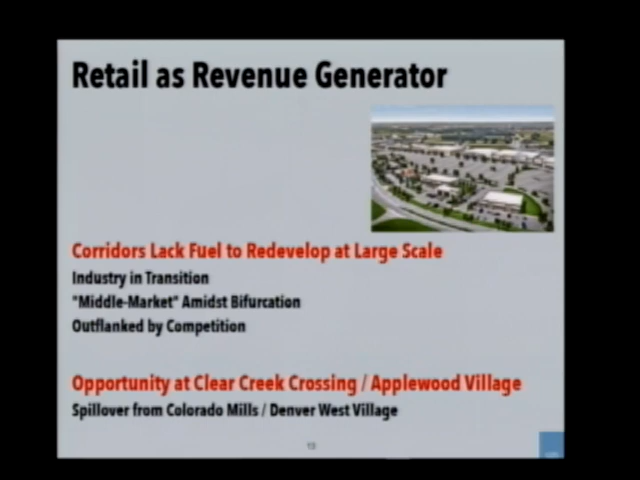 Retail as Revenue Generator
Corridors Lack Fuel to Redevelop at Large Scale
Industry in Transition
"Middle-Market" Amidst Bifurcation
Outflanked by Competition
Opportunity at Clear Creek Crossing / Applewood Village
Spillover from Colorado Mills / Denver West Village